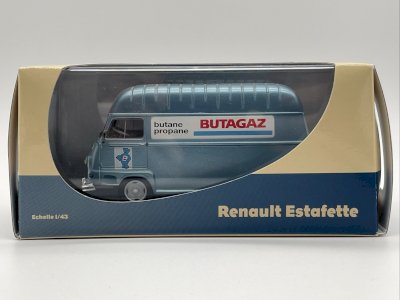 butane
propane
BUTAGAZ
Echelle 1/43
Renault Estafette